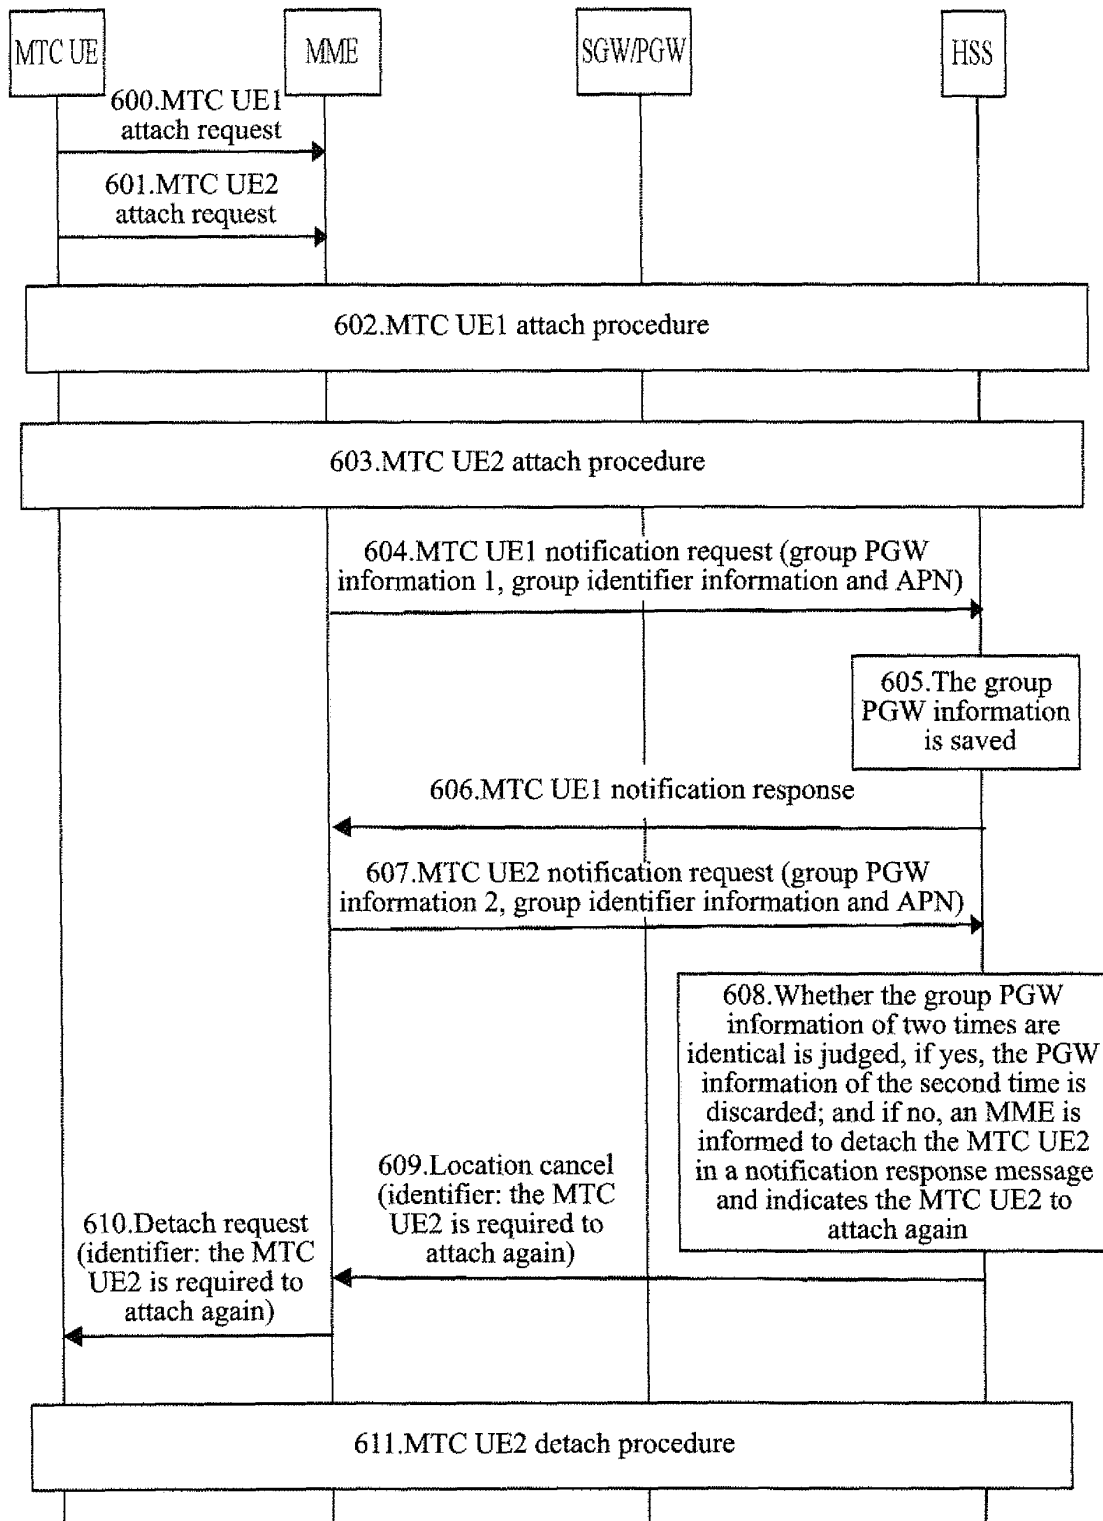 MTC UE
MME
SGW/PGW
HSS
600.MTC UE1
attach request
601.MTC UE2
attach request
602.MTC UE1 attach procedure
603.MTC UE2 attach procedure
604.MTC UE1 notification request (group PGW
information 1, group identifier information and APN)
605.The group
PGW information
is saved
606.MTC UE1 notification response
607.MTC UE2 notification request (group PGW
information 2, group identifier information and APN)
608.Whether the group PGW
information of two times are
identical is judged, if yes, the PGW
information of the second time is
discarded; and if no, an MME is
informed to detach the MTC UE2
in a notification response message
and indicates the MTC UE2 to
attach again
609.Location cancel
(identifier: the MTC
UE2 is required to
attach again)
610.Detach request
(identifier: the MTC
UE2 is required to
attach again)
611.MTC UE2 detach procedure